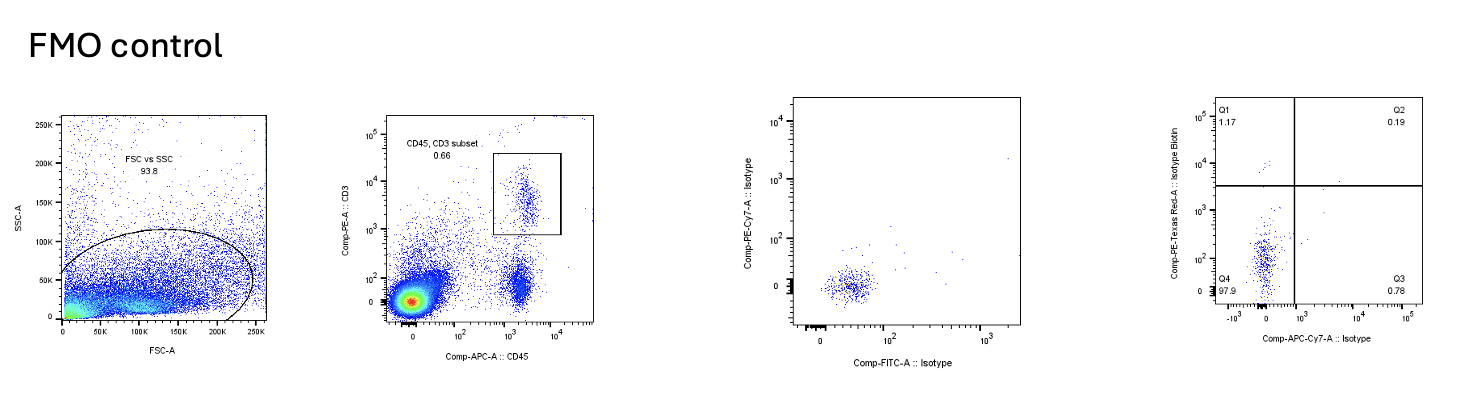 FMO control
250K
200K
150K
100K
50K
0
SSC-A
FSC vs SSC
93.8
0
50K
100K
150K
200K
250K
FSC-A
10^5
10^4
10^3
10^2
0
Comp-PE-A :: CD3
CD45, CD3 subset
0.66
0
10^2
10^3
10^4
Comp-APC-A :: CD45
10^4
10^3
10^2
0
Comp-PE-Cy7-A :: Isotype
0
10^2
10^3
Comp-FITC-A :: Isotype
10^5
10^4
10^3
10^2
0
Comp-PE-Texas Red-A :: Isotype Biotin
Q1
1.17
Q2
0.19
Q4
97.9
Q3
0.78
-10^3
0
10^3
10^4
10^5
Comp-APC-Cy7-A :: Isotype